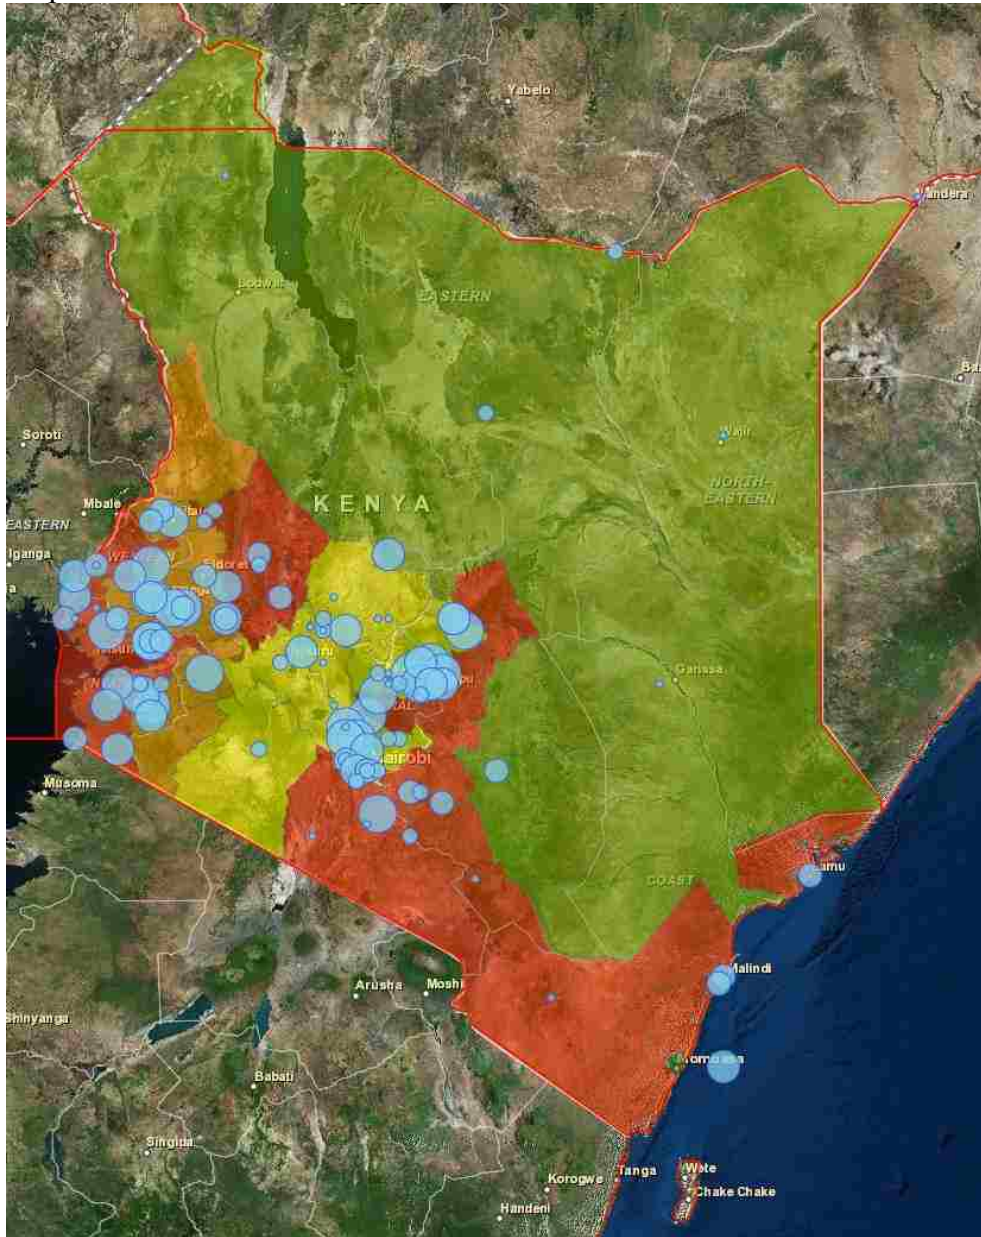 Yabelo
Lodwar
EASTERN
Soroti
Wajir
Mbale
KENYA
NORTH-
EASTERN
EASTERN
Iganga
Eldoret
Garissa
Nairobi
Musoma
COAST
Lamu
Malindi
Arusha
Moshi
Shinyanga
Mombasa
Babati
Singida
Korogwe
Tanga
Wete
Chake Chake
Handeni